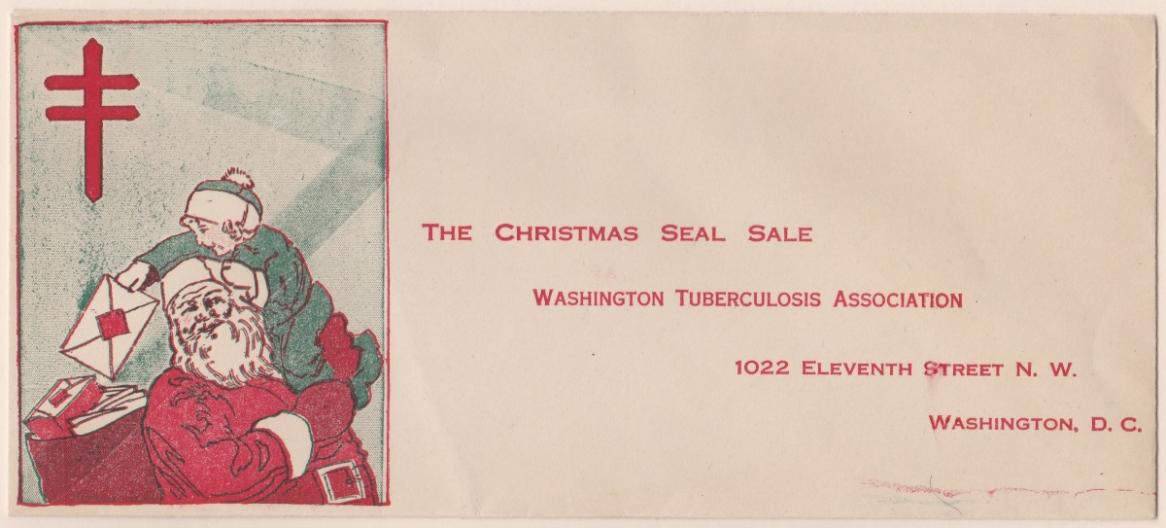 The Christmas Seal Sale
Washington Tuberculosis Association
1022 Eleventh Street N. W.
Washington, D. C.